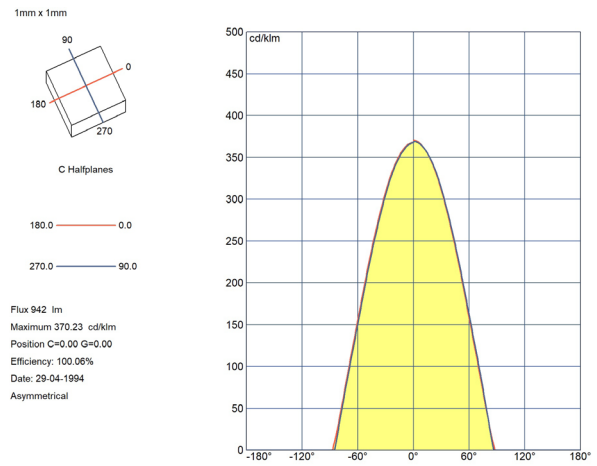 1mm x 1mm
90
0
180
270
C Halfplanes
180.0 0.0
270.0 90.0
Flux 942 lm
Maximum 370.23 cd/klm
Position C=0.00 G=0.00
Efficiency: 100.06%
Date: 29-04-1994
Asymmetrical
500
cd/klm
450
400
350
300
250
200
150
100
50
0
-180° -120° -60° 0° 60° 120° 180°